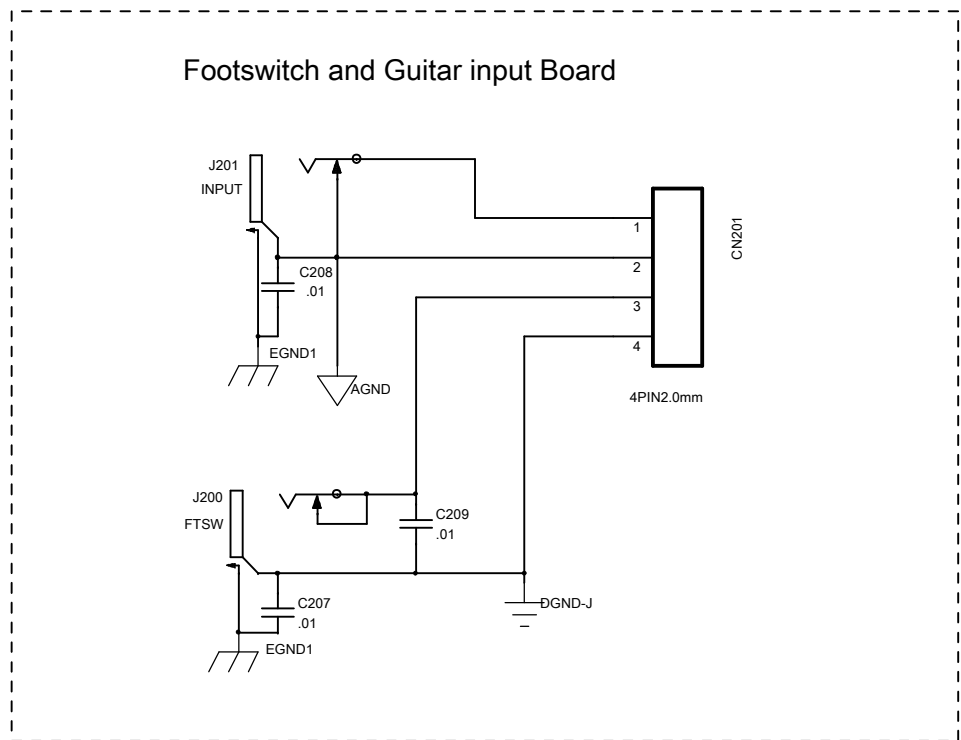 Footswitch and Guitar input Board
J201
INPUT
C208
.01
EGND1
AGND
1
2
3
4
CN201
4PIN2.0mm
J200
FTSW
C209
.01
C207
.01
EGND1
DGND-J